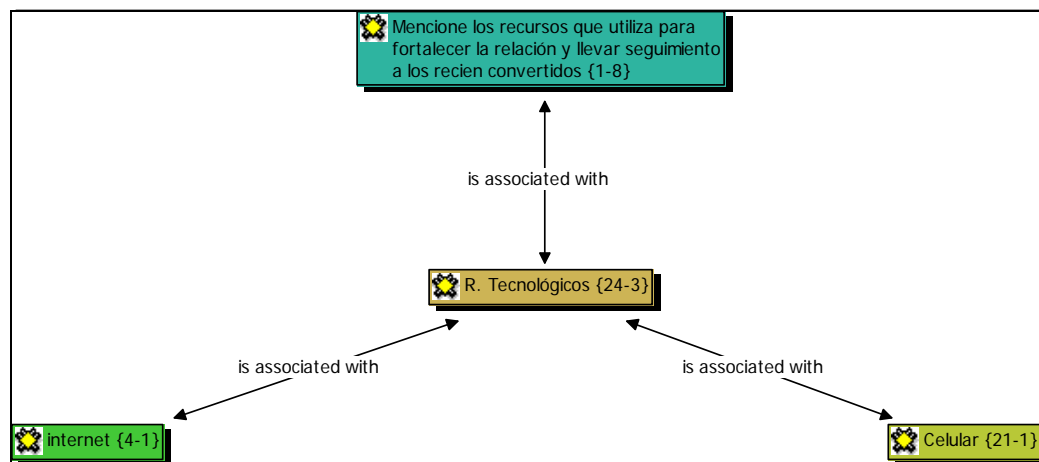 Mencione los recursos que utiliza para
fortalecer la relación y llevar seguimiento
a los recien convertidos {1-8}
is associated with
R. Tecnológicos {24-3}
is associated with
is associated with
internet {4-1}
Celular {21-1}